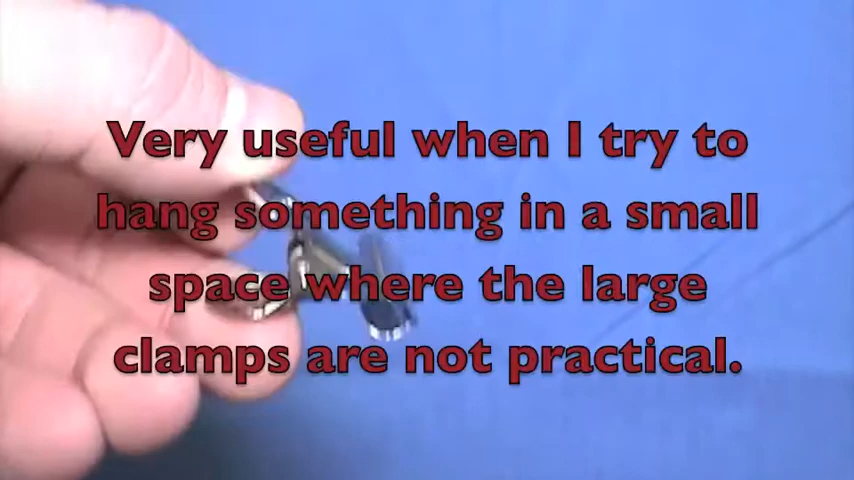 Very useful when I try to
hang something in a small
space where the large
clamps are not practical.